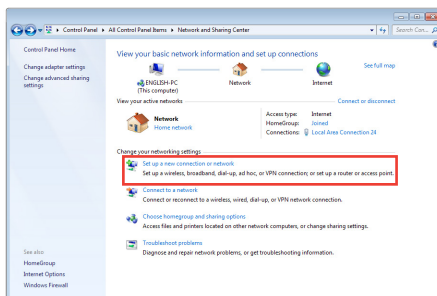 Control Panel ▸ All Control Panel Items ▸ Network and Sharing Center
Search Con...
Control Panel Home
Change adapter settings
Change advanced sharing
settings
View your basic network information and set up connections
See full map
ENGLISH-PC
(This computer)
Network
Internet
View your active networks
Connect or disconnect
Network
Home network
Access type: Internet
HomeGroup: Joined
Connections: Local Area Connection 24
Change your networking settings
Set up a new connection or network
Set up a wireless, broadband, dial-up, ad hoc, or VPN connection; or set up a router or access point.
Connect to a network
Connect or reconnect to a wireless, wired, dial-up, or VPN network connection.
Choose homegroup and sharing options
Access files and printers located on other network computers, or change sharing settings.
Troubleshoot problems
Diagnose and repair network problems, or get troubleshooting information.
See also
HomeGroup
Internet Options
Windows Firewall